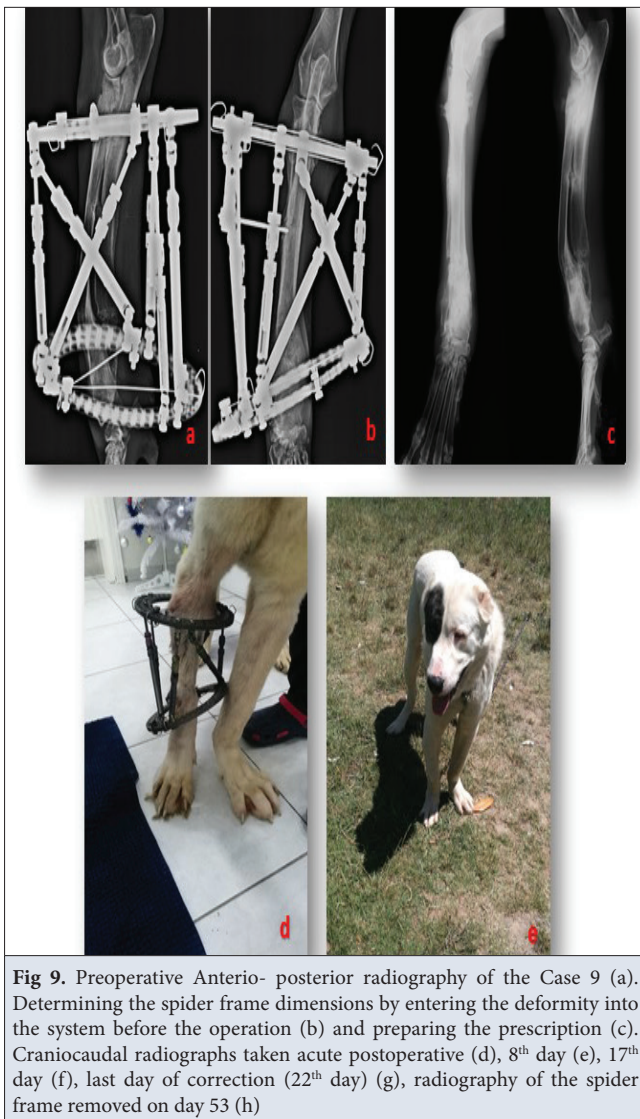 a
b
c
d
e
Fig 9. Preoperative Anterio- posterior radiography of the Case 9 (a).
Determining the spider frame dimensions by entering the deformity into
the system before the operation (b) and preparing the prescription (c).
Craniocaudal radiographs taken acute postoperative (d), 8th day (e), 17th
day (f), last day of correction (22th day) (g), radiography of the spider
frame removed on day 53 (h)